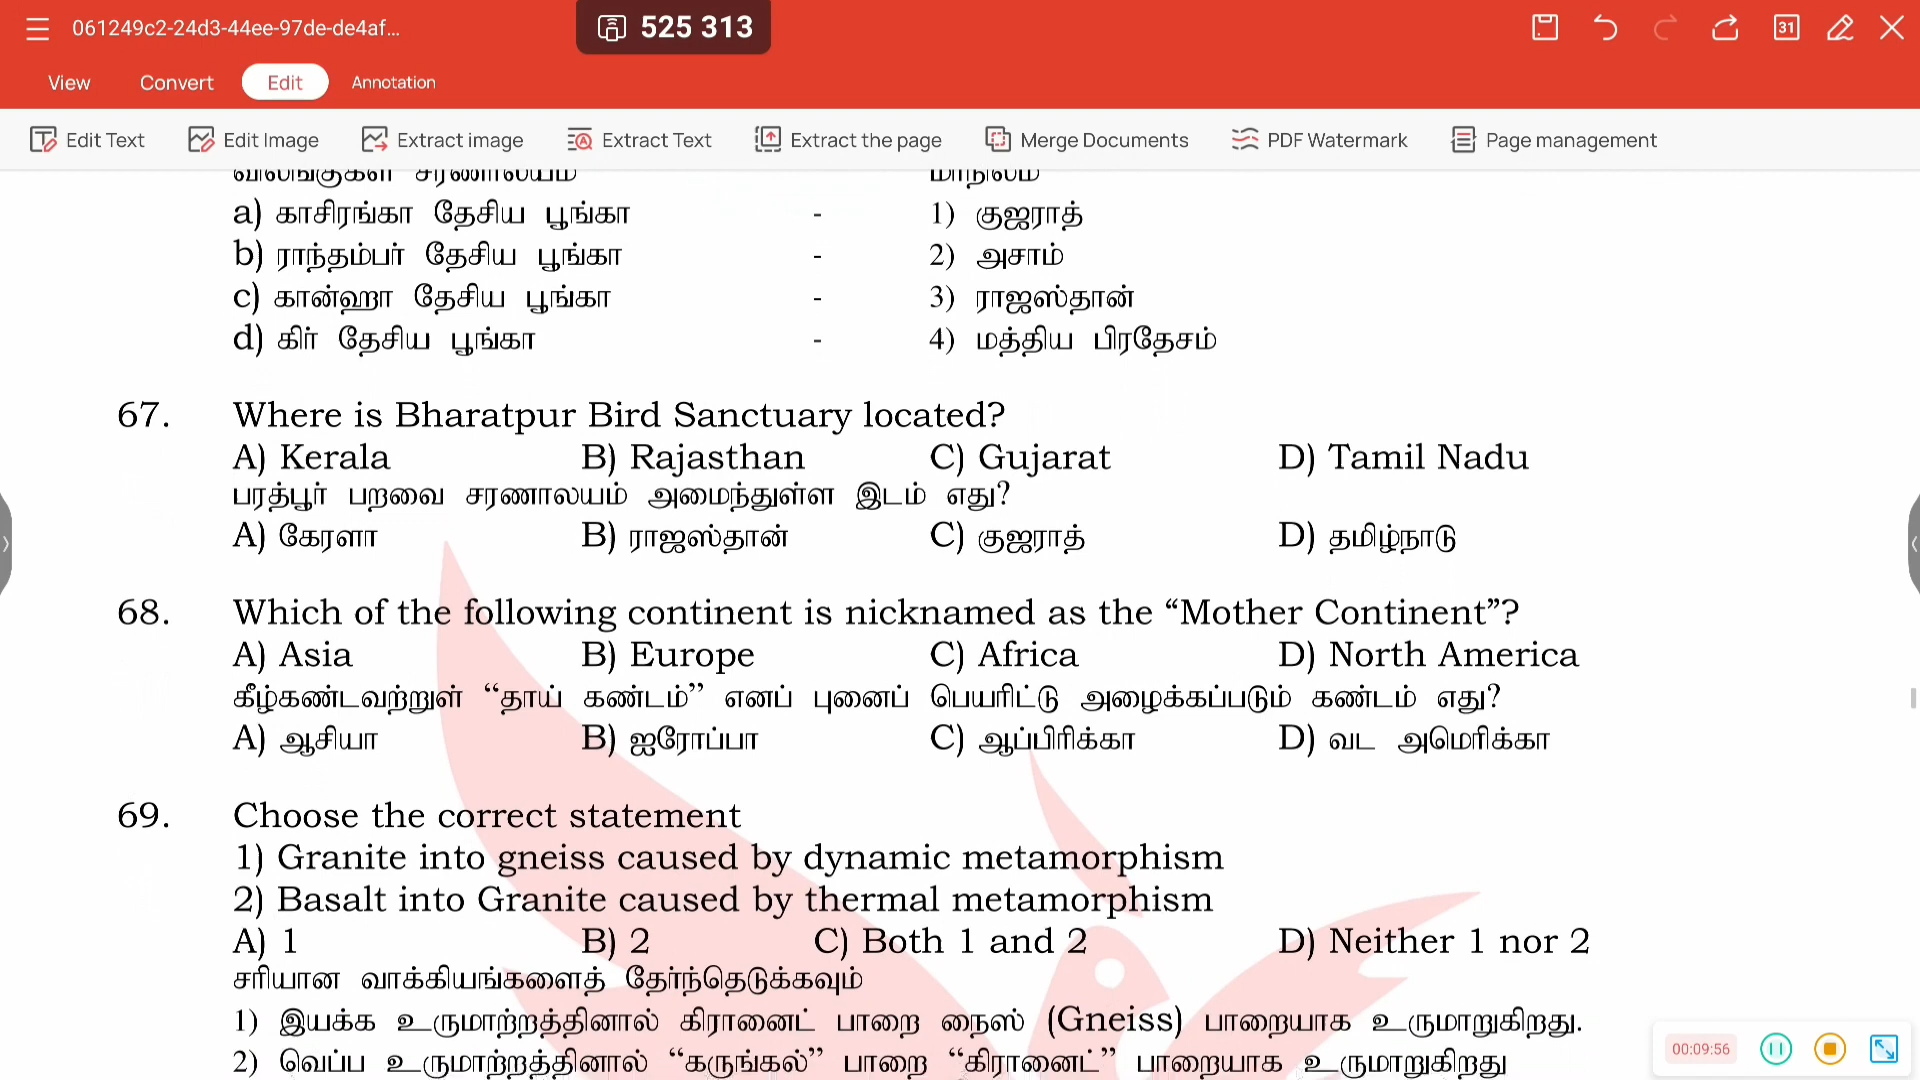 061249c2-24d3-44ee-97de-de4af...
525 313
31
View Convert Edit Annotation
Edit Text Edit Image Extract image Extract Text Extract the page Merge Documents PDF Watermark Page management
விலங்குகள் சரணாலயம் மாநிலம்
a) காசிரங்கா தேசிய பூங்கா - 1) குஜராத்
b) ராந்தம்பர் தேசிய பூங்கா - 2) அசாம்
c) கான்ஹா தேசிய பூங்கா - 3) ராஜஸ்தான்
d) கிர் தேசிய பூங்கா - 4) மத்திய பிரதேசம்
67. Where is Bharatpur Bird Sanctuary located?
A) Kerala B) Rajasthan C) Gujarat D) Tamil Nadu
பரத்பூர் பறவை சரணாலயம் அமைந்துள்ள இடம் எது?
A) கேரளா B) ராஜஸ்தான் C) குஜராத் D) தமிழ்நாடு
68. Which of the following continent is nicknamed as the “Mother Continent”?
A) Asia B) Europe C) Africa D) North America
கீழ்கண்டவற்றுள் “தாய் கண்டம்” எனப் புனைப் பெயரிட்டு அழைக்கப்படும் கண்டம் எது?
A) ஆசியா B) ஐரோப்பா C) ஆப்பிரிக்கா D) வட அமெரிக்கா
69. Choose the correct statement
1) Granite into gneiss caused by dynamic metamorphism
2) Basalt into Granite caused by thermal metamorphism
A) 1 B) 2 C) Both 1 and 2 D) Neither 1 nor 2
சரியான வாக்கியங்களைத் தேர்ந்தெடுக்கவும்
1) இயக்க உருமாற்றத்தினால் கிரானைட் பாறை நைஸ் (Gneiss) பாறையாக உருமாறுகிறது.
2) வெப்ப உருமாற்றத்தினால் “கருங்கல்” பாறை “கிரானைட்” பாறையாக உருமாறுகிறது
00:09:56